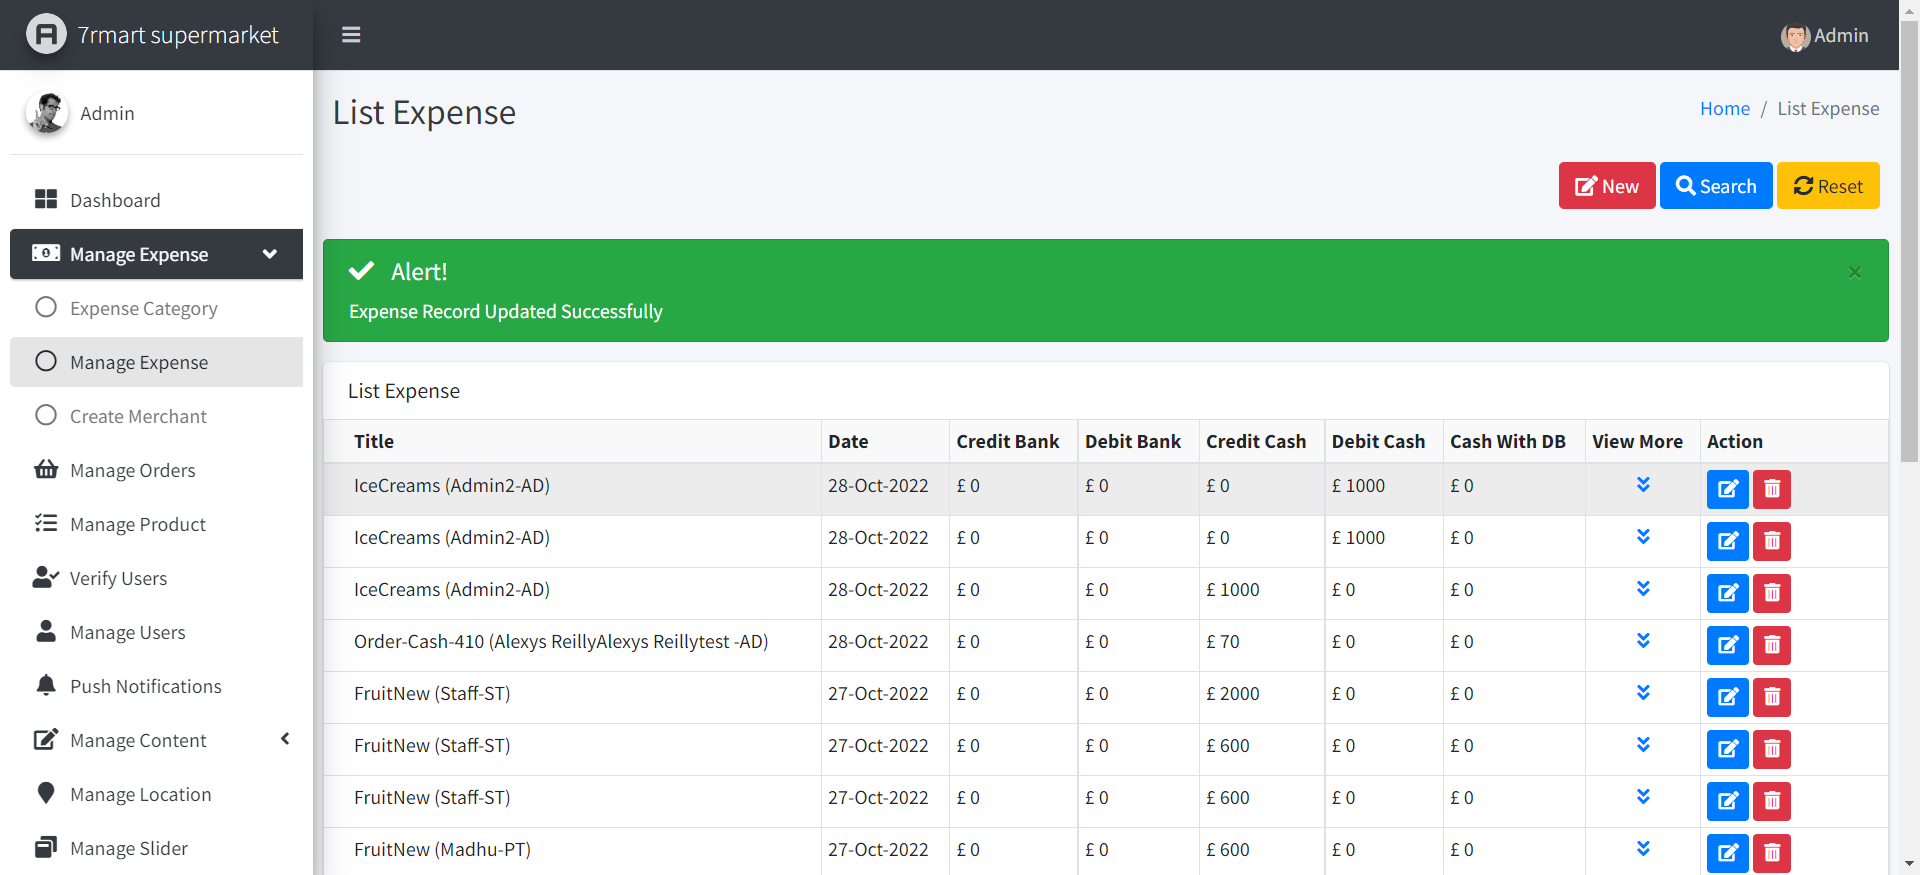 7rmart supermarket
Admin
Admin
Dashboard
Manage Expense
Expense Category
Manage Expense
Create Merchant
Manage Orders
Manage Product
Verify Users
Manage Users
Push Notifications
Manage Content
Manage Location
Manage Slider
List Expense
Home / List Expense
New Search Reset
Alert! ×
Expense Record Updated Successfully
List Expense
Title Date Credit Bank Debit Bank Credit Cash Debit Cash Cash With DB View More Action
IceCreams (Admin2-AD) 28-Oct-2022 £ 0 £ 0 £ 0 £ 1000 £ 0
IceCreams (Admin2-AD) 28-Oct-2022 £ 0 £ 0 £ 0 £ 1000 £ 0
IceCreams (Admin2-AD) 28-Oct-2022 £ 0 £ 0 £ 1000 £ 0 £ 0
Order-Cash-410 (Alexys ReillyAlexys Reillytest -AD) 28-Oct-2022 £ 0 £ 0 £ 70 £ 0 £ 0
FruitNew (Staff-ST) 27-Oct-2022 £ 0 £ 0 £ 2000 £ 0 £ 0
FruitNew (Staff-ST) 27-Oct-2022 £ 0 £ 0 £ 600 £ 0 £ 0
FruitNew (Staff-ST) 27-Oct-2022 £ 0 £ 0 £ 600 £ 0 £ 0
FruitNew (Madhu-PT) 27-Oct-2022 £ 0 £ 0 £ 600 £ 0 £ 0